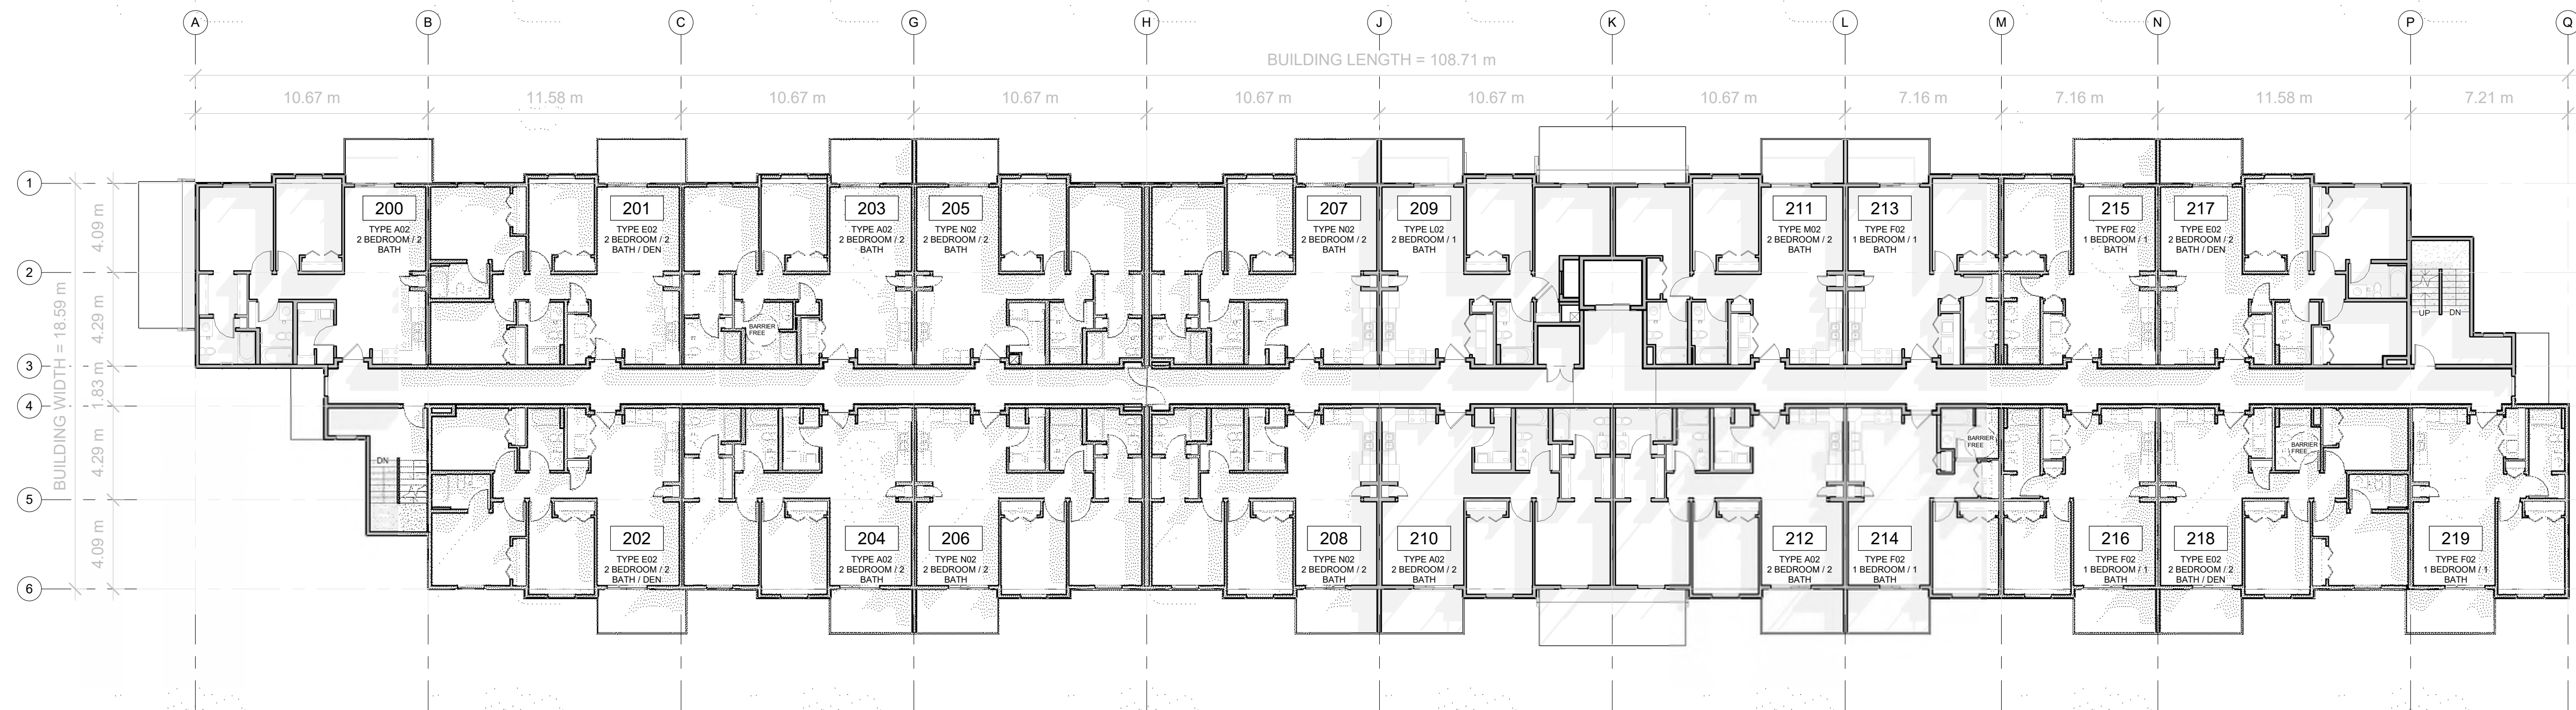 A B C G H J K L M N P Q
BUILDING LENGTH = 108.71 m
10.67 m 11.58 m 10.67 m 10.67 m 10.67 m 10.67 m 10.67 m 7.16 m 7.16 m 11.58 m 7.21 m
1
2
3
4
5
6
BUILDING WIDTH = 18.59 m
4.09 m
4.29 m
1.83 m
4.29 m
4.09 m
200
TYPE A02
2 BEDROOM / 2
BATH
201
TYPE E02
2 BEDROOM / 2
BATH / DEN
203
TYPE A02
2 BEDROOM / 2
BATH
205
TYPE N02
2 BEDROOM / 2
BATH
207
TYPE N02
2 BEDROOM / 2
BATH
209
TYPE L02
2 BEDROOM / 1
BATH
211
TYPE M02
2 BEDROOM / 2
BATH
213
TYPE F02
1 BEDROOM / 1
BATH
215
TYPE F02
1 BEDROOM / 1
BATH
217
TYPE E02
2 BEDROOM / 2
BATH / DEN
BARRIER
FREE
UP DN
DN
BARRIER
FREE
BARRIER
FREE
202
TYPE E02
2 BEDROOM / 2
BATH / DEN
204
TYPE A02
2 BEDROOM / 2
BATH
206
TYPE N02
2 BEDROOM / 2
BATH
208
TYPE N02
2 BEDROOM / 2
BATH
210
TYPE A02
2 BEDROOM / 2
BATH
212
TYPE A02
2 BEDROOM / 2
BATH
214
TYPE F02
1 BEDROOM / 1
BATH
216
TYPE F02
1 BEDROOM / 1
BATH
218
TYPE E02
2 BEDROOM / 2
BATH / DEN
219
TYPE F02
1 BEDROOM / 1
BATH